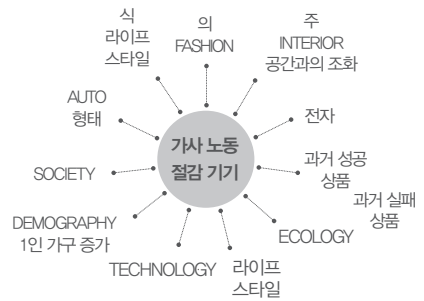 식
라이프
스타일
의
FASHION
주
INTERIOR
공간과의 조화
AUTO
형태
전자
가사 노동
절감 기기
SOCIETY
과거 성공
상품
과거 실패
상품
DEMOGRAPHY
1인 가구 증가
ECOLOGY
TECHNOLOGY
라이프
스타일